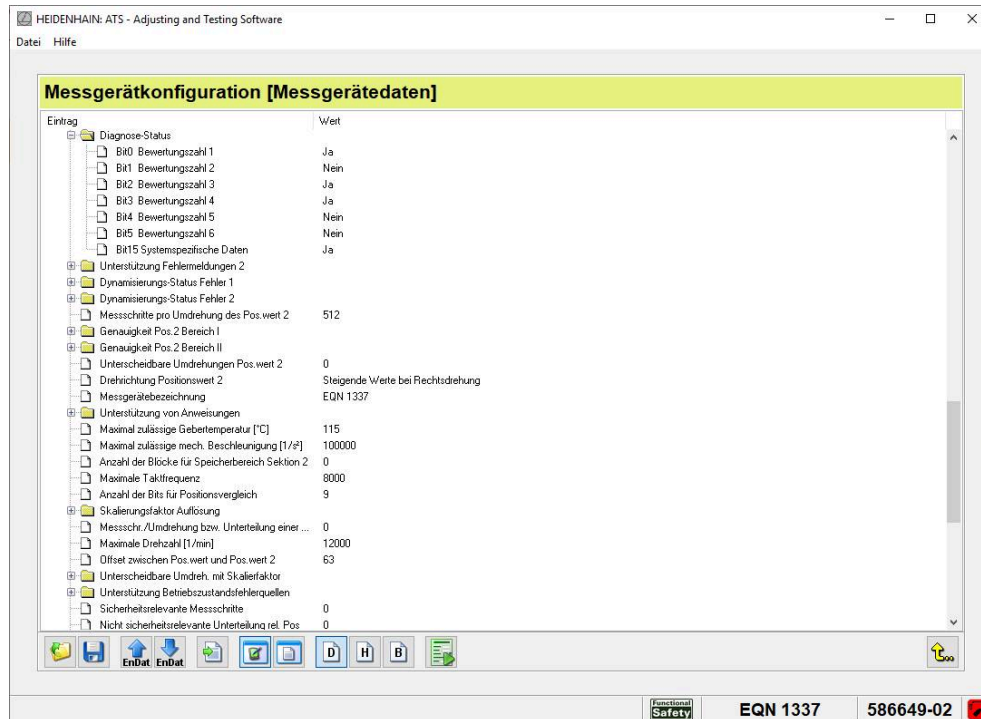 HEIDENHAIN: ATS - Adjusting and Testing Software
Datei Hilfe
Messgerätkonfiguration [Messgerätedaten]
Eintrag Wert
Diagnose-Status
Bit0 Bewertungszahl 1 Ja
Bit1 Bewertungszahl 2 Nein
Bit2 Bewertungszahl 3 Ja
Bit3 Bewertungszahl 4 Ja
Bit4 Bewertungszahl 5 Nein
Bit5 Bewertungszahl 6 Nein
Bit15 Systemspezifische Daten Ja
Unterstützung Fehlermeldungen 2
Dynamisierungs-Status Fehler 1
Dynamisierungs-Status Fehler 2
Messschritte pro Umdrehung des Pos.wert 2 512
Genauigkeit Pos.2 Bereich I
Genauigkeit Pos.2 Bereich II
Unterscheidbare Umdrehungen Pos.wert 2 0
Drehrichtung Positionswert 2 Steigende Werte bei Rechtsdrehung
Messgerätebezeichnung EQN 1337
Unterstützung von Anweisungen
Maximal zulässige Gebertemperatur [°C] 115
Maximal zulässige mech. Beschleunigung [1/s²] 100000
Anzahl der Blöcke für Speicherbereich Sektion 2 0
Maximale Taktfrequenz 8000
Anzahl der Bits für Positionsvergleich 9
Skalierungsfaktor Auflösung
Messschr./Umdrehung bzw. Unterteilung einer ... 0
Maximale Drehzahl [1/min] 12000
Offset zwischen Pos.wert und Pos.wert 2 63
Unterscheidbare Umdreh. mit Skalierfaktor
Unterstützung Betriebszustandsfehlerquellen
Sicherheitsrelevante Messschritte 0
Nicht sicherheitsrelevante Unterteilung rel. Pos 0
EnDat EnDat D H B
Functional Safety EQN 1337 586649-02